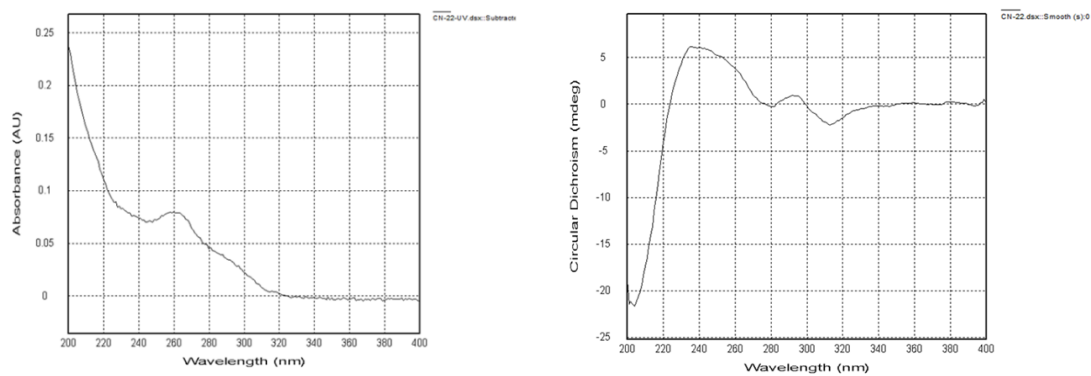 CN-22-UV.dsx::Subtracti
0.25
0.2
0.15
0.1
0.05
0
Absorbance (AU)
200 220 240 260 280 300 320 340 360 380 400
Wavelength (nm)
CN-22.dsx::Smooth (s):0
5
0
-5
-10
-15
-20
-25
Circular Dichroism (mdeg)
200 220 240 260 280 300 320 340 360 380 400
Wavelength (nm)